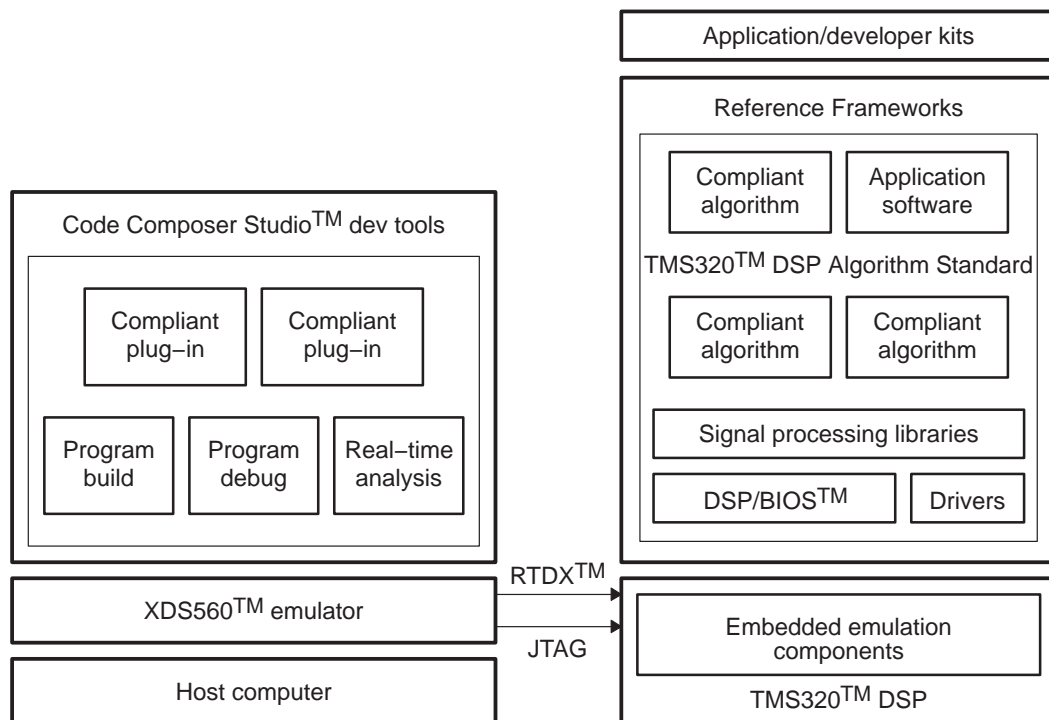 Application/developer kits
Reference Frameworks
Compliant
algorithm
Application
software
TMS320™ DSP Algorithm Standard
Compliant
algorithm
Compliant
algorithm
Signal processing libraries
DSP/BIOS™
Drivers
Code Composer Studio™ dev tools
Compliant
plug−in
Compliant
plug−in
Program
build
Program
debug
Real−time
analysis
XDS560™ emulator
RTDX™
JTAG
Host computer
Embedded emulation
components
TMS320™ DSP